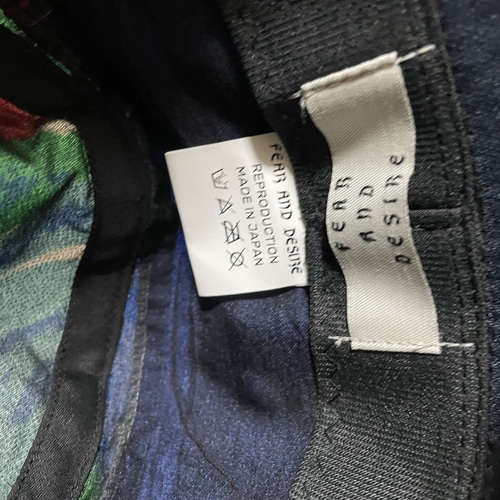 FEAR AND DESIRE
REPRODUCTION
MADE IN JAPAN
FEAR
AND
DESIRE